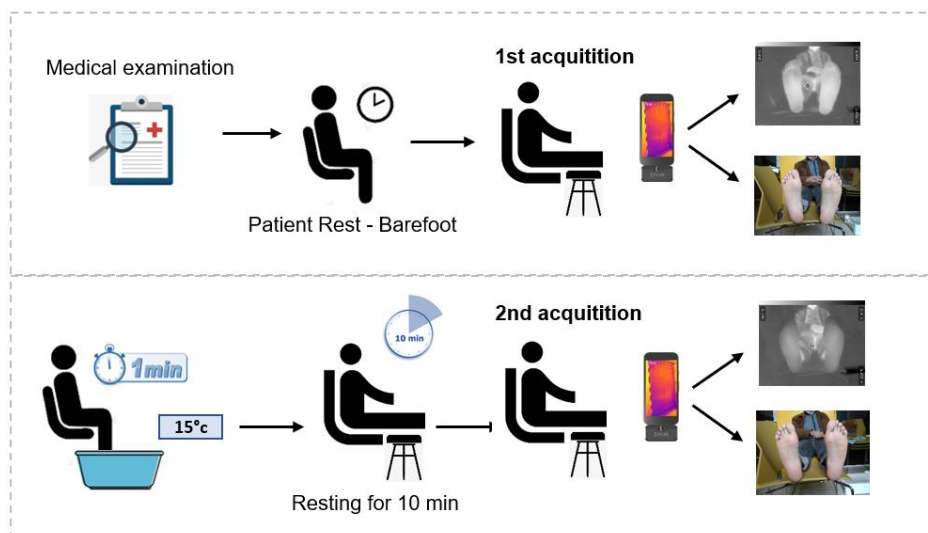 Medical examination
1st acquitition
Patient Rest - Barefoot
2nd acquitition
10 min
1min
15°c
Resting for 10 min